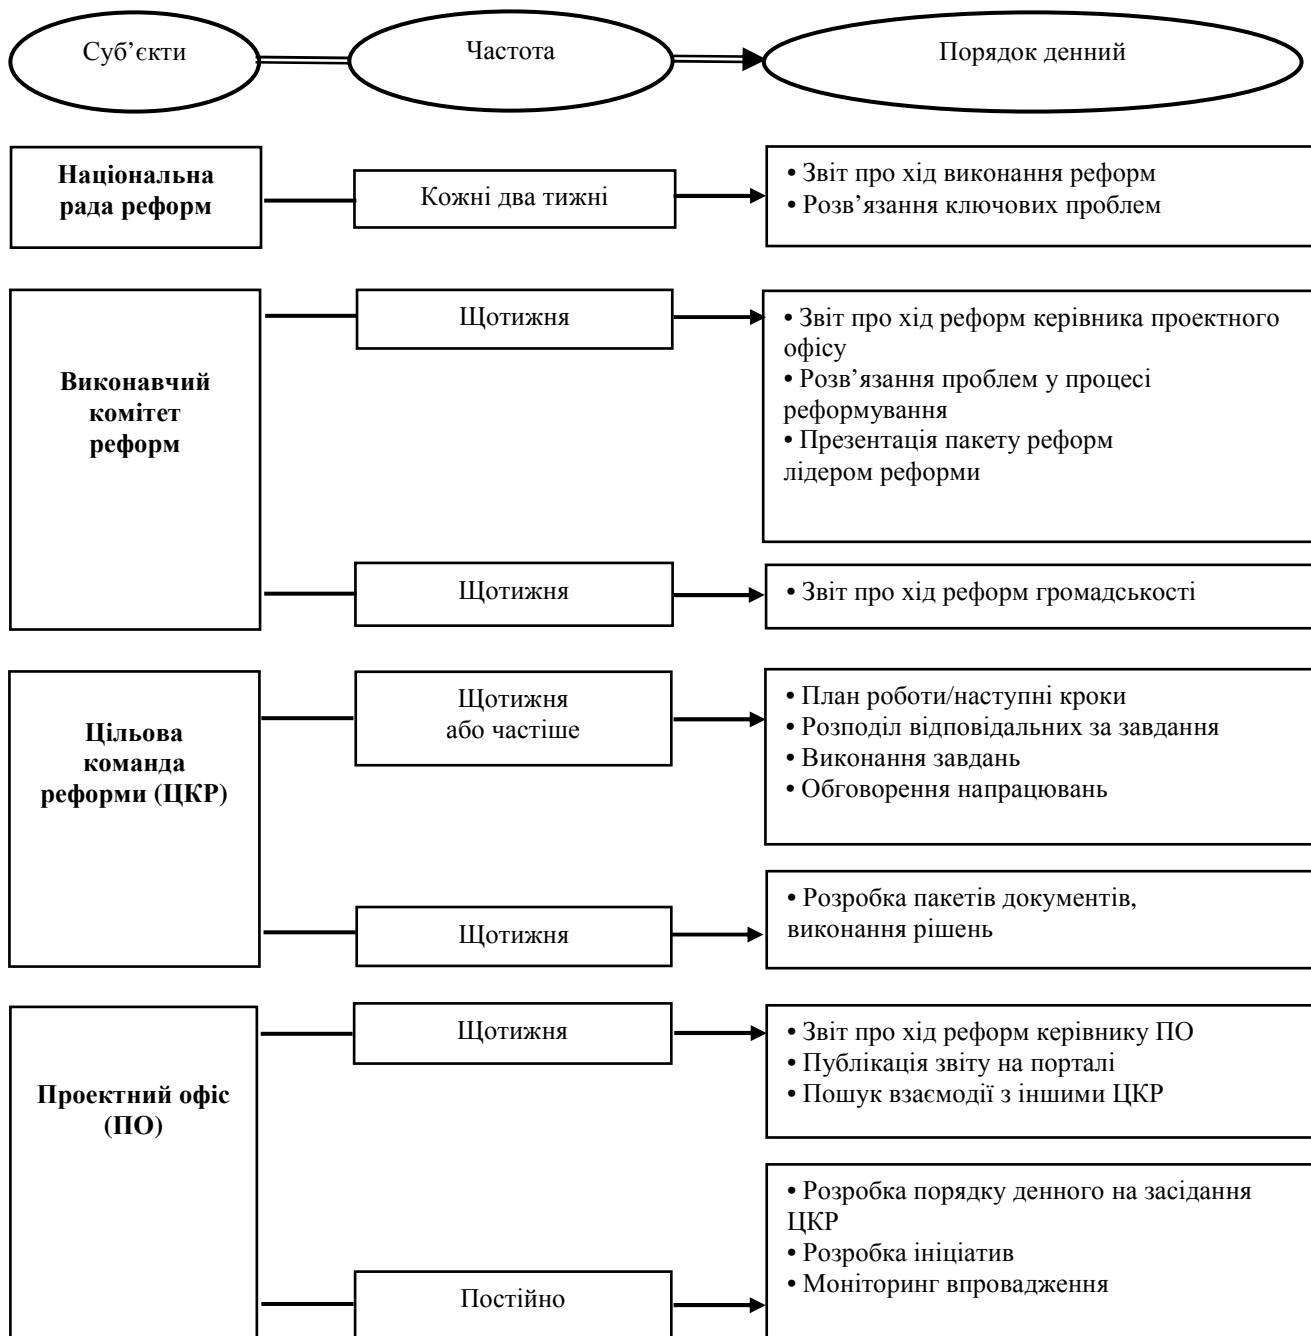 Суб’єкти
Частота
Порядок денний
Національна
рада реформ
Кожні два тижні
• Звіт про хід виконання реформ
• Розв’язання ключових проблем
Виконавчий
комітет
реформ
Щотижня
• Звіт про хід реформ керівника проектного
офісу
• Розв’язання проблем у процесі
реформування
• Презентація пакету реформ
лідером реформи
Щотижня
• Звіт про хід реформ громадськості
Цільова
команда
реформи (ЦКР)
Щотижня
або частіше
• План роботи/наступні кроки
• Розподіл відповідальних за завдання
• Виконання завдань
• Обговорення напрацювань
Щотижня
• Розробка пакетів документів,
виконання рішень
Проектний офіс
(ПО)
Щотижня
• Звіт про хід реформ керівнику ПО
• Публікація звіту на порталі
• Пошук взаємодії з іншими ЦКР
Постійно
• Розробка порядку денного на засідання
ЦКР
• Розробка ініціатив
• Моніторинг впровадження